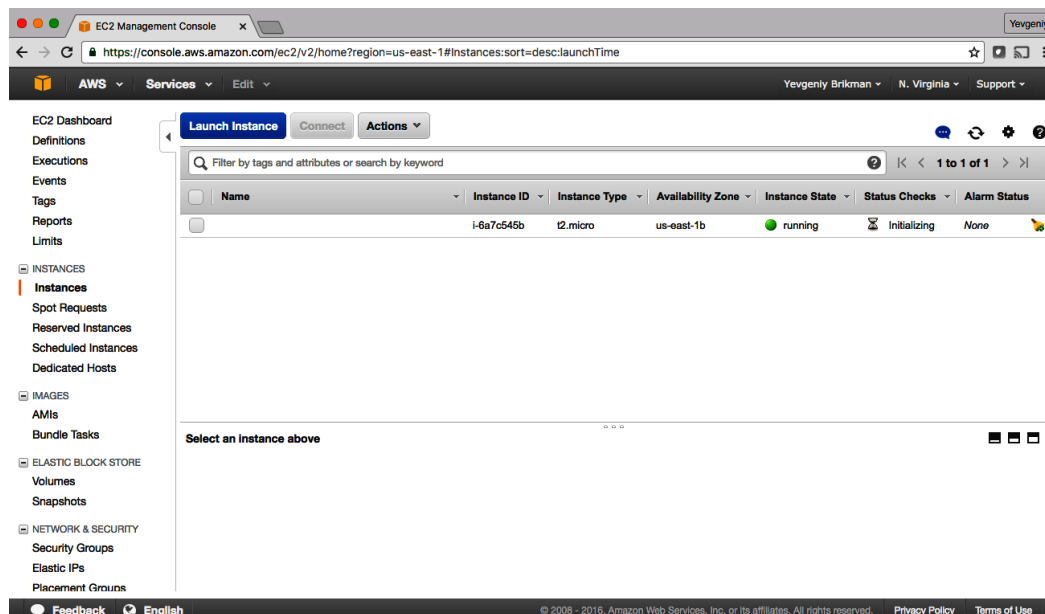 EC2 Management Console
Yevgeniy
https://console.aws.amazon.com/ec2/v2/home?region=us-east-1#Instances:sort=desc:launchTime
AWS Services Edit Yevgeniy Brikman N. Virginia Support
EC2 Dashboard
Definitions
Executions
Events
Tags
Reports
Limits
INSTANCES
Instances
Spot Requests
Reserved Instances
Scheduled Instances
Dedicated Hosts
IMAGES
AMIs
Bundle Tasks
ELASTIC BLOCK STORE
Volumes
Snapshots
NETWORK & SECURITY
Security Groups
Elastic IPs
Placement Groups
Launch Instance Connect Actions
Filter by tags and attributes or search by keyword 1 to 1 of 1
Name Instance ID Instance Type Availability Zone Instance State Status Checks Alarm Status
i-6a7c545b t2.micro us-east-1b running Initializing None
Select an instance above
Feedback English © 2008 - 2016, Amazon Web Services, Inc. or its affiliates. All rights reserved. Privacy Policy Terms of Use